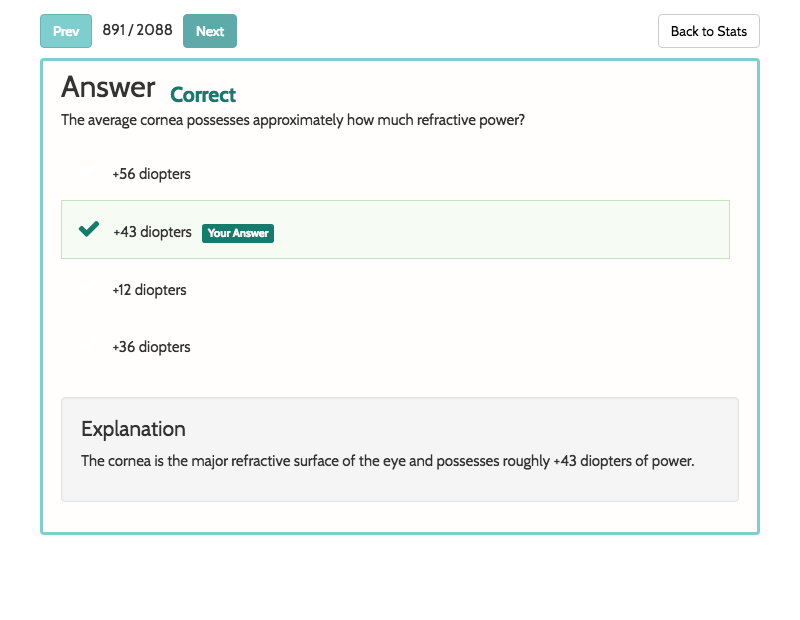 Prev 891 / 2088 Next Back to Stats
Answer Correct
The average cornea possesses approximately how much refractive power?
+56 diopters
+43 diopters Your Answer
+12 diopters
+36 diopters
Explanation
The cornea is the major refractive surface of the eye and possesses roughly +43 diopters of power.